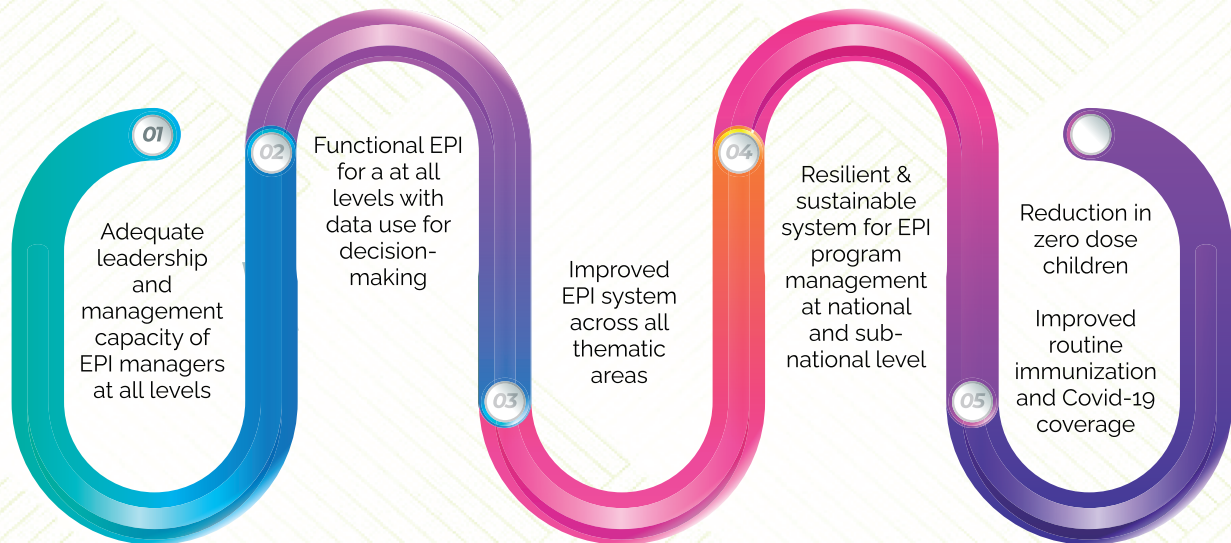 01
Adequate
leadership
and
management
capacity of
EPI managers
at all levels
02
Functional EPI
for a at all
levels with
data use for
decision-
making
03
Improved
EPI system
across all
thematic
areas
04
Resilient &
sustainable
system for EPI
program
management
at national
and sub-
national level
05
Reduction in
zero dose
children
Improved
routine
immunization
and Covid-19
coverage